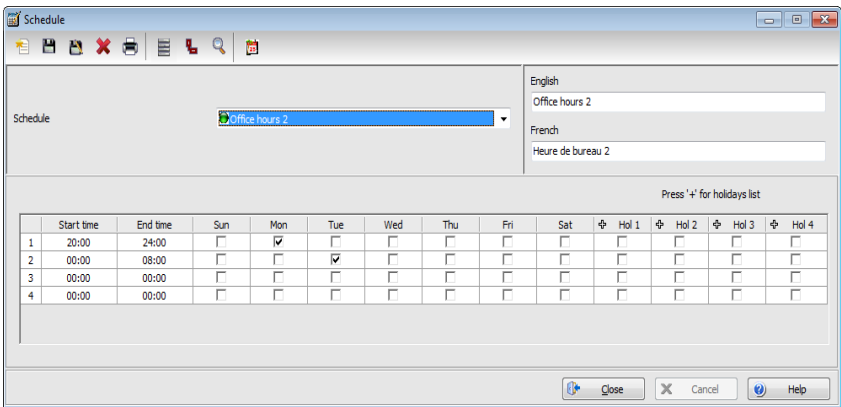 Schedule
English
Office hours 2
Schedule Office hours 2
French
Heure de bureau 2
Press '+' for holidays list
Start time End time Sun Mon Tue Wed Thu Fri Sat Hol 1 Hol 2 Hol 3 Hol 4
1 20:00 24:00
2 00:00 08:00
3 00:00 00:00
4 00:00 00:00
Close Cancel Help